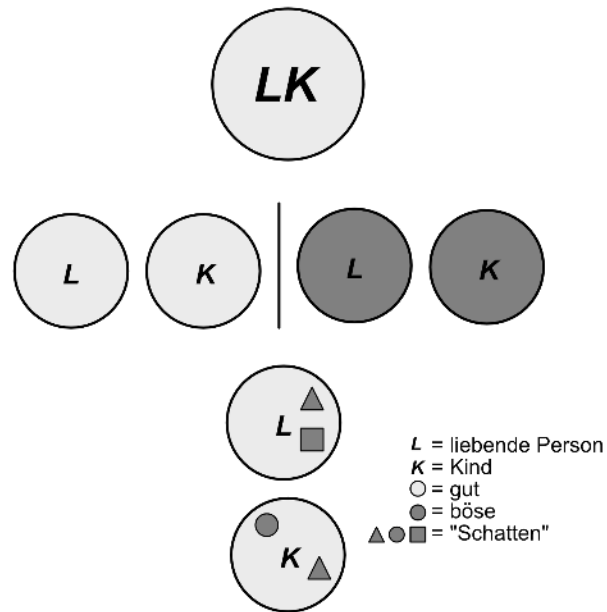 LK
L K L K
L
K
L = liebende Person
K = Kind
= gut
= böse
= "Schatten"